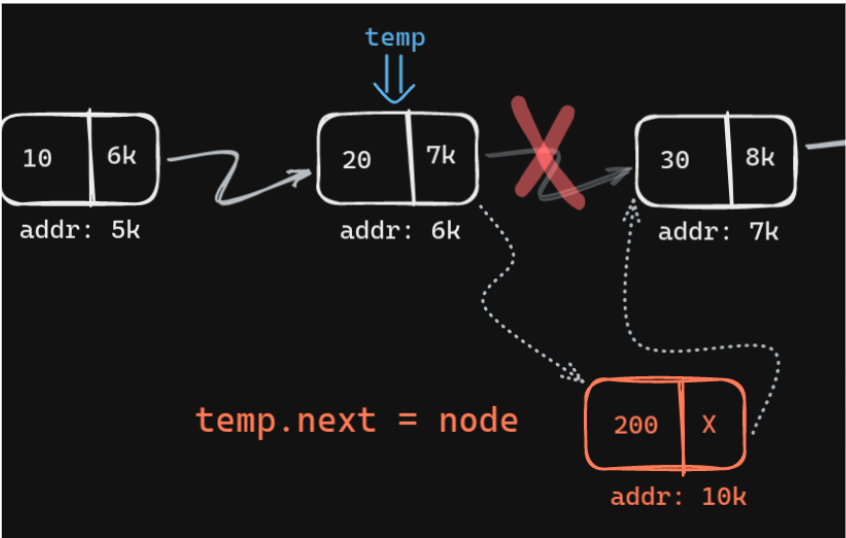 temp
10 6k
20 7k
30 8k
addr: 5k
addr: 6k
addr: 7k
temp.next = node
200 X
addr: 10k